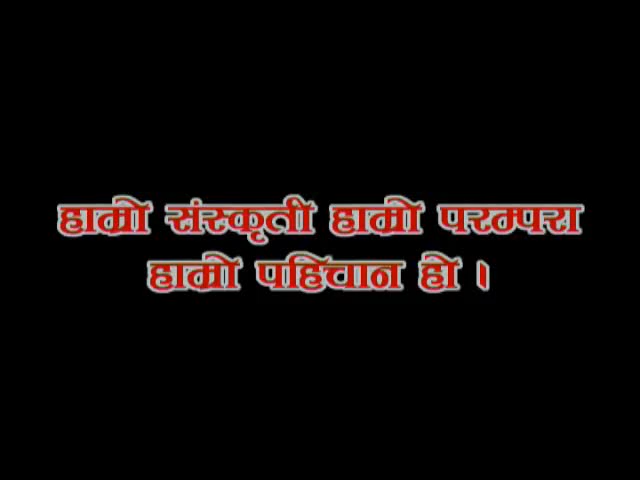 हाम्रो संस्कृती हाम्रो परम्परा
हाम्रो पहिचान हो ।